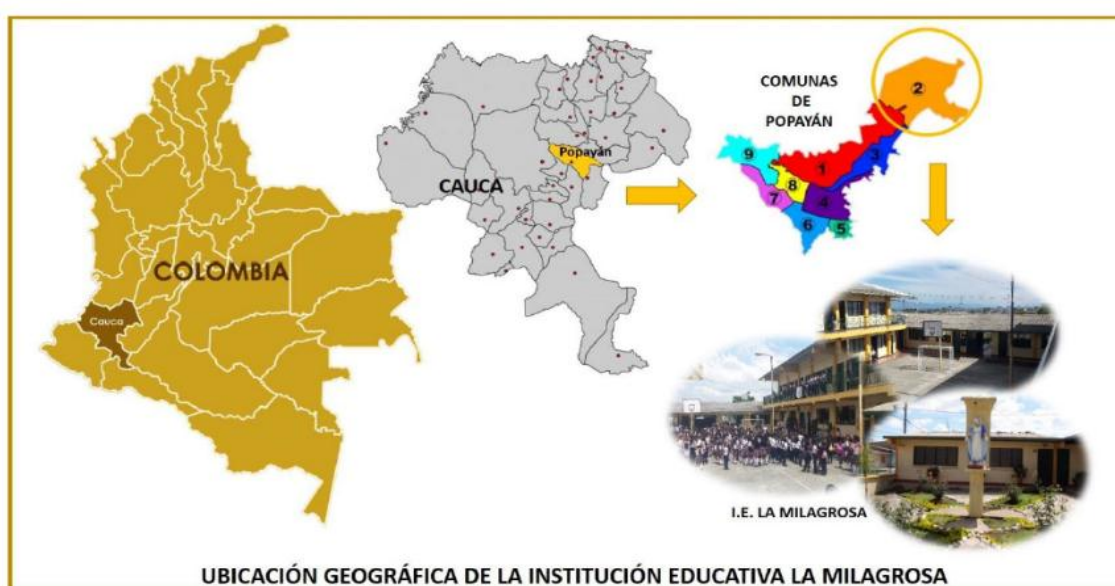 COLOMBIA
Cauca
CAUCA
Popayán
COMUNAS
DE
POPAYÁN
2
1
3
9
8
7
4
6
5
I.E. LA MILAGROSA
UBICACIÓN GEOGRÁFICA DE LA INSTITUCIÓN EDUCATIVA LA MILAGROSA